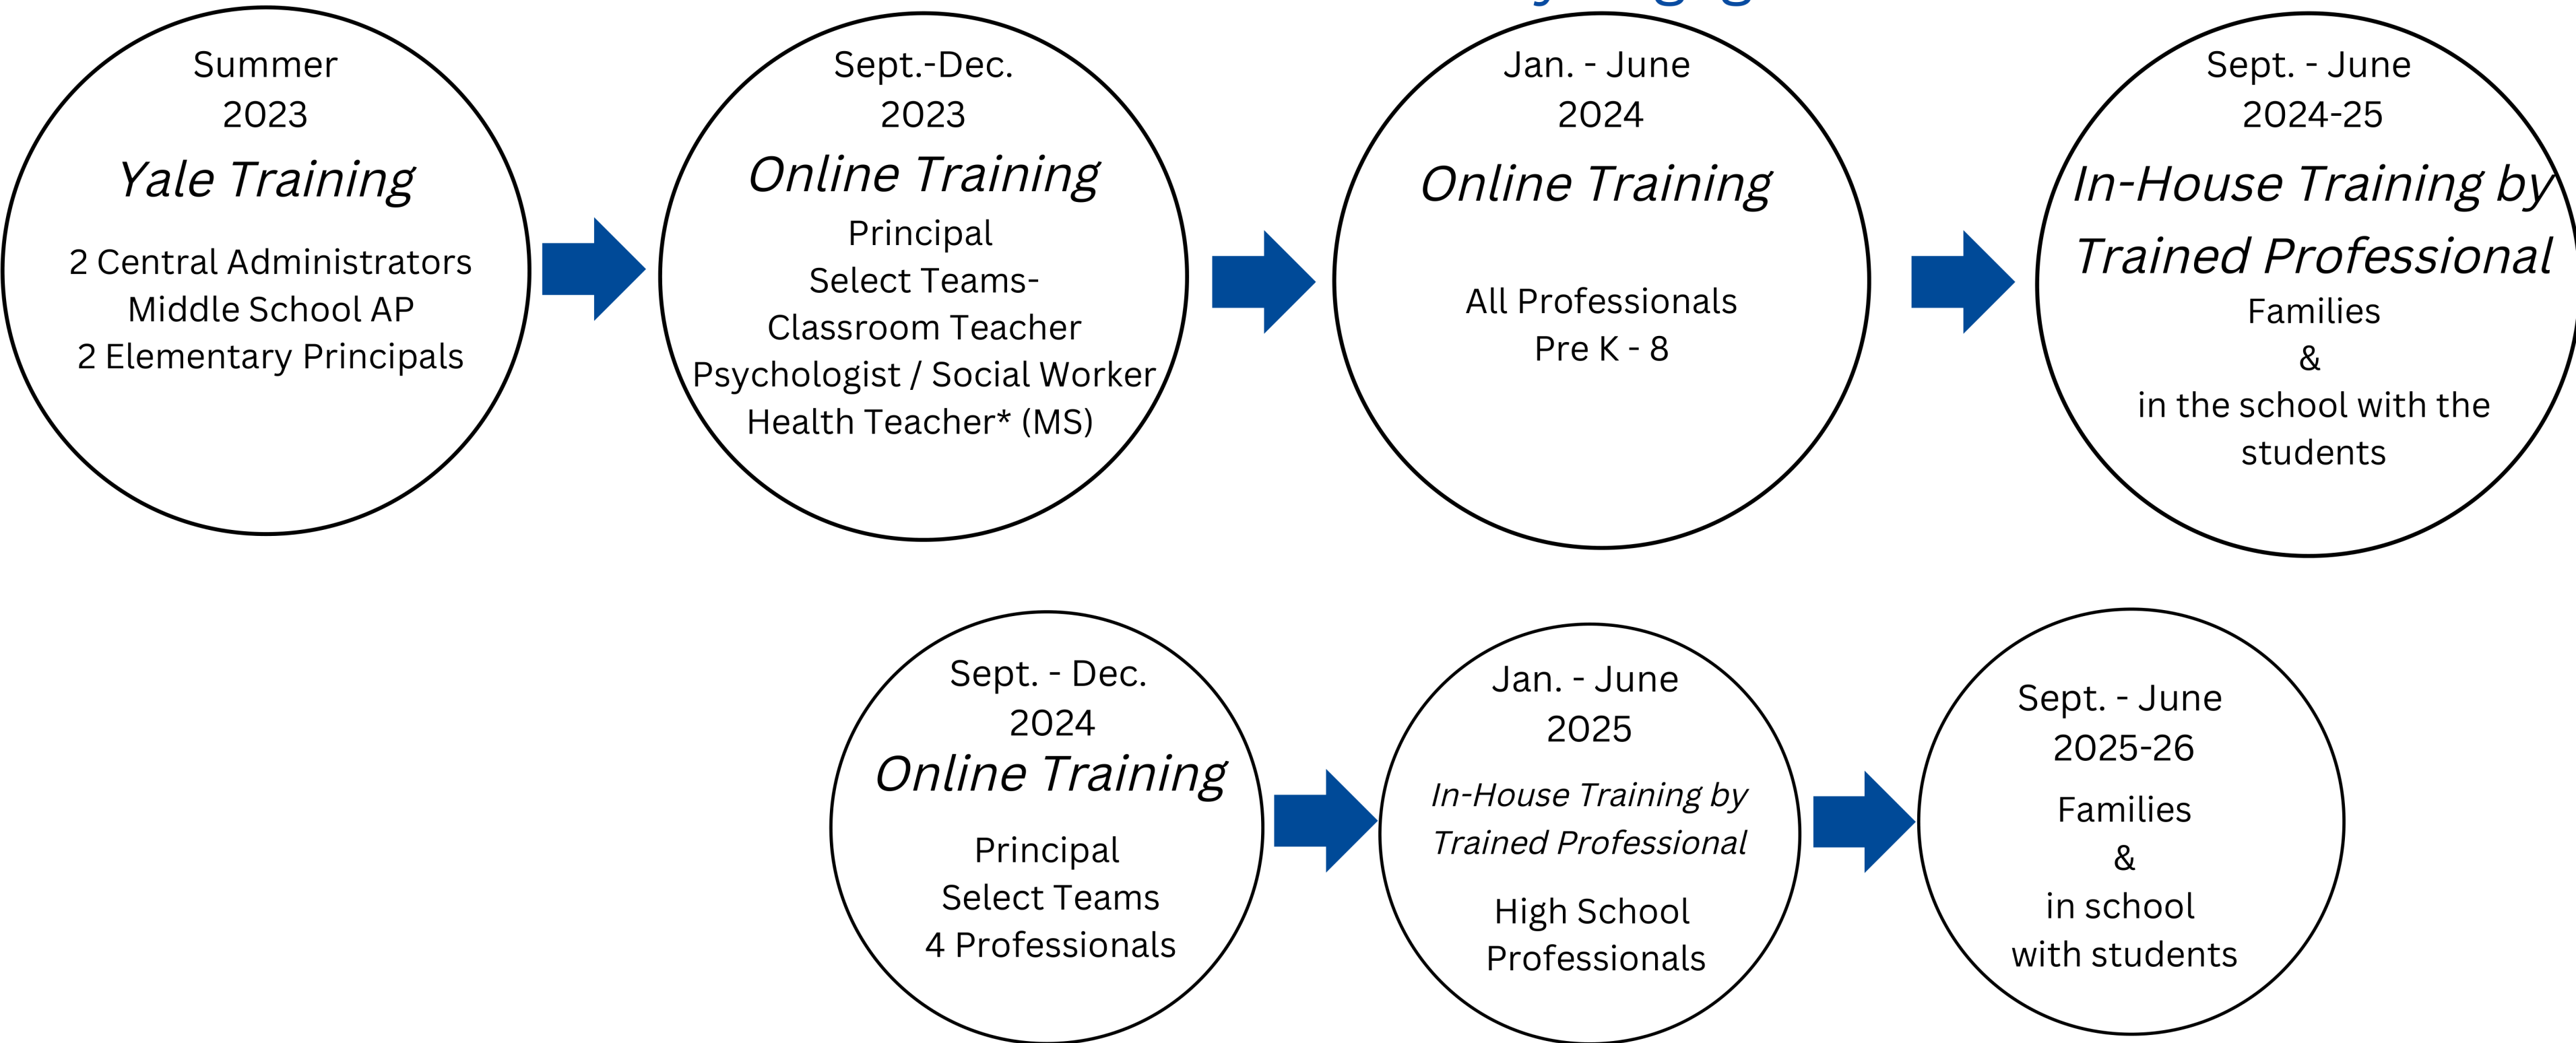 Summer
2023
Yale Training
2 Central Administrators
Middle School AP
2 Elementary Principals
Sept.-Dec.
2023
Online Training
Principal
Select Teams-
Classroom Teacher
Psychologist / Social Worker
Health Teacher* (MS)
Jan. - June
2024
Online Training
All Professionals
Pre K - 8
Sept. - June
2024-25
In-House Training by
Trained Professional
Families
&
in the school with the
students
Sept. - Dec.
2024
Online Training
Principal
Select Teams
4 Professionals
Jan. - June
2025
In-House Training by
Trained Professional
High School
Professionals
Sept. - June
2025-26
Families
&
in school
with students